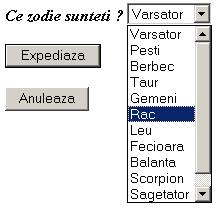 Ce zodie sunteti ? Varsator
Varsator
Pesti
Berbec
Taur
Gemeni
Rac
Leu
Fecioara
Balanta
Scorpion
Sagetator
Expediaza
Anuleaza